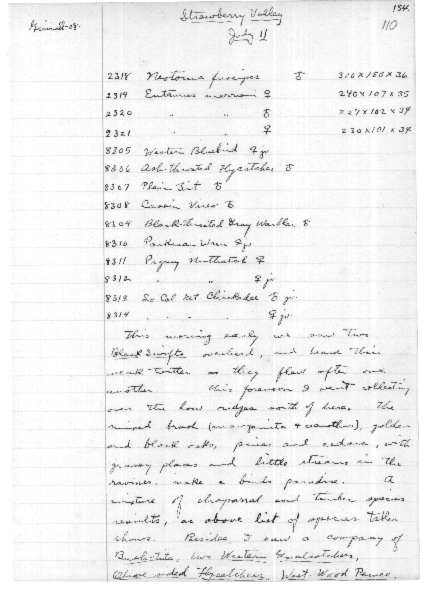 Strawberry Valley
154.
Grinnell-08.
110
July 11
2318 Neotoma fuscipes ♂ 310 x 150 x 36
2319 Eutamias merriami ♀ 240 x 107 x 35
2320 " " ♂ 227 x 102 x 34
2321 " ♀ 230 x 101 x 34
8305 Western Bluebird ♀ jv
8306 Ash-throated Flycatcher ♂
8307 Plain Tit ♂
8308 Cassin Vireo ♂
8309 Black-throated Gray Warbler ♂
8310 Parkman Wren ♀ jv
8311 Pygmy Nuthatch ♀
8312 " " ♀ jv
8313 So Cal Mt Chickadee ♂ jv.
8314 " " " ♀ jv.
This morning early we saw two
Black Swifts overhead, and heard their
weak twitter as they flew after one
another. This forenoon I went collecting
over the low ridges north of here. The
mixed brush (manzanita + ceanothus), golden
and black oaks, pines and cedars, with
grassy places and little streams in the
ravines, make a birds paradise. A
mixture of chaparral and timber species
results, as above list of species taken
shows. Besides, I saw a company of
Bush-tits, two Western Gnatcatchers,
Olive-sided Flycatchers, West. Wood Pewee,